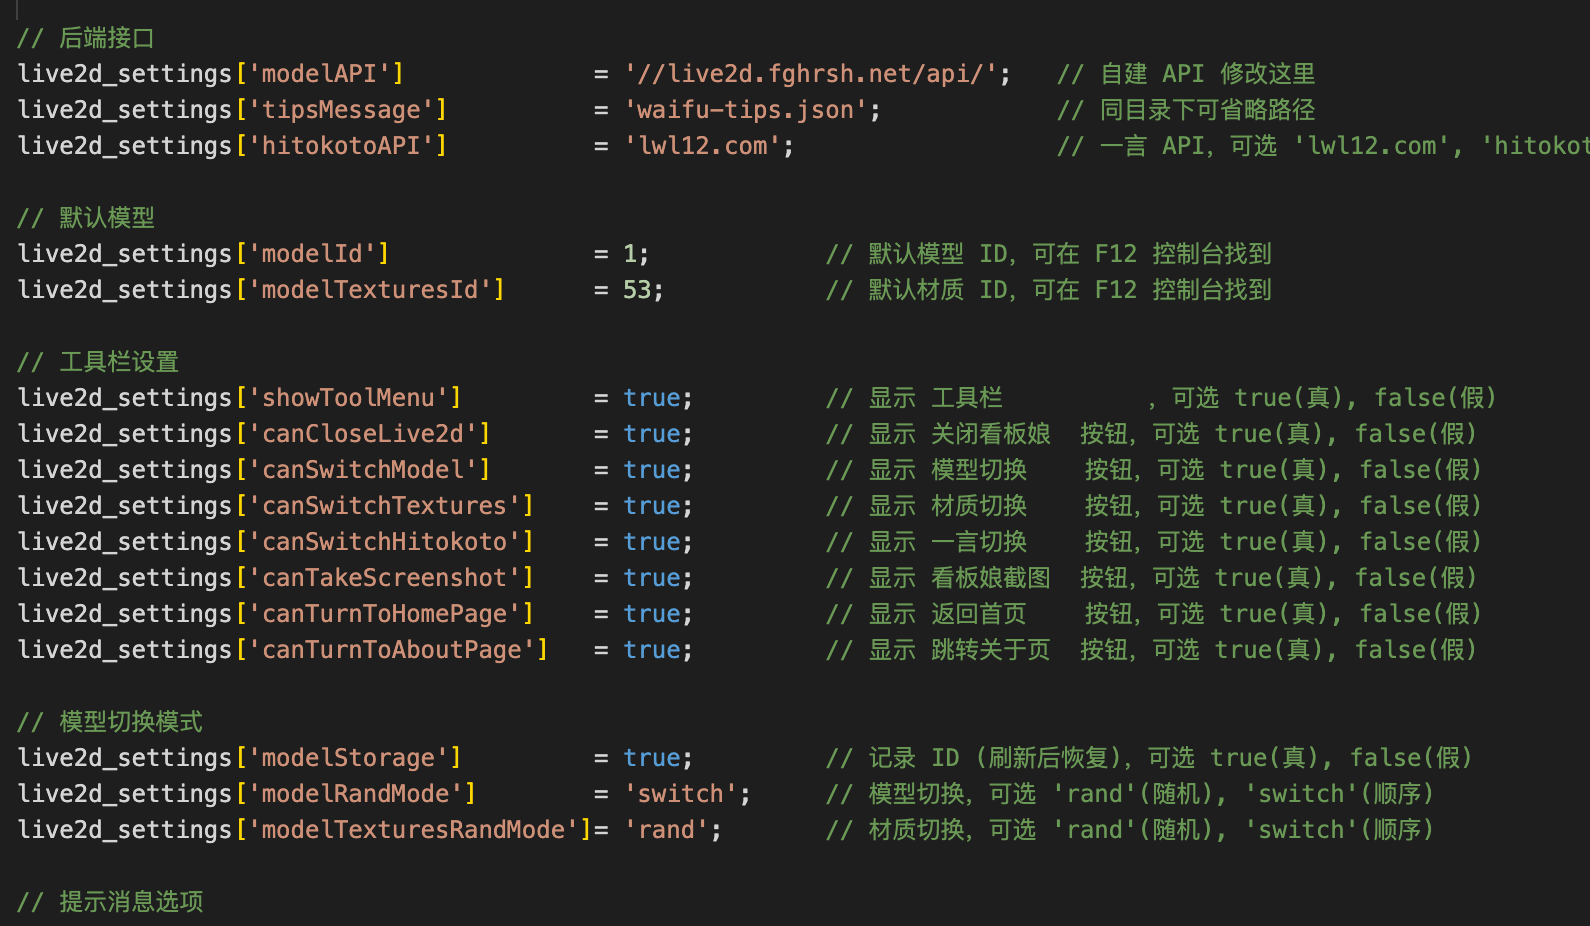 // 后端接口
live2d_settings['modelAPI']             = '//live2d.fghrsh.net/api/';   // 自建 API 修改这里
live2d_settings['tipsMessage']          = 'waifu-tips.json';            // 同目录下可省略路径
live2d_settings['hitokotoAPI']          = 'lwl12.com';                  // 一言 API，可选 'lwl12.com', 'hitokot

// 默认模型
live2d_settings['modelId']              = 1;            // 默认模型 ID，可在 F12 控制台找到
live2d_settings['modelTexturesId']      = 53;           // 默认材质 ID，可在 F12 控制台找到

// 工具栏设置
live2d_settings['showToolMenu']         = true;         // 显示 工具栏          ，可选 true(真), false(假)
live2d_settings['canCloseLive2d']       = true;         // 显示 关闭看板娘  按钮，可选 true(真), false(假)
live2d_settings['canSwitchModel']       = true;         // 显示 模型切换    按钮，可选 true(真), false(假)
live2d_settings['canSwitchTextures']    = true;         // 显示 材质切换    按钮，可选 true(真), false(假)
live2d_settings['canSwitchHitokoto']    = true;         // 显示 一言切换    按钮，可选 true(真), false(假)
live2d_settings['canTakeScreenshot']    = true;         // 显示 看板娘截图  按钮，可选 true(真), false(假)
live2d_settings['canTurnToHomePage']    = true;         // 显示 返回首页    按钮，可选 true(真), false(假)
live2d_settings['canTurnToAboutPage']   = true;         // 显示 跳转关于页  按钮，可选 true(真), false(假)

// 模型切换模式
live2d_settings['modelStorage']         = true;         // 记录 ID (刷新后恢复)，可选 true(真), false(假)
live2d_settings['modelRandMode']        = 'switch';     // 模型切换，可选 'rand'(随机), 'switch'(顺序)
live2d_settings['modelTexturesRandMode']= 'rand';       // 材质切换，可选 'rand'(随机), 'switch'(顺序)

// 提示消息选项